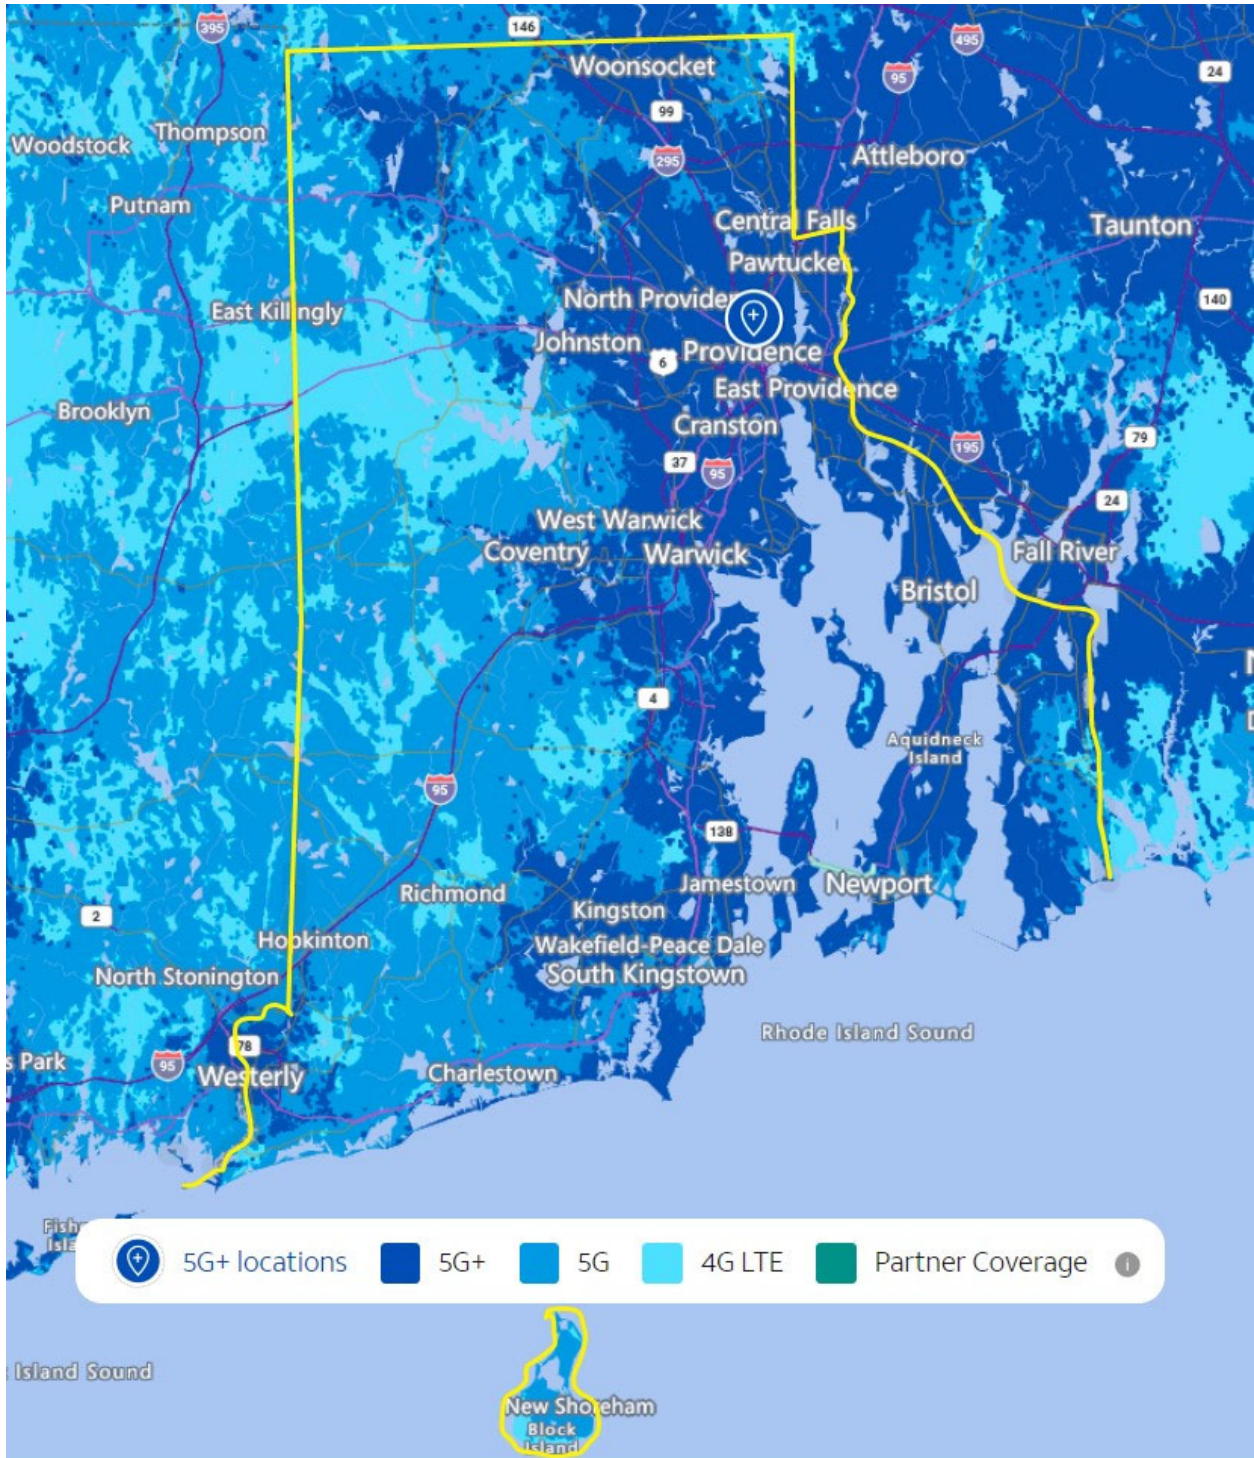 395
146
495
Woonsocket
95
24
99
Thompson
Woodstock
295
Attleboro
Putnam
Central Falls
Taunton
Pawtucket
North Provide
140
East Killingly
Johnston
Providence
6
East Providence
Brooklyn
Cranston
79
195
37
95
24
West Warwick
Coventry
Warwick
Fall River
Bristol
4
Aquidneck
Island
95
138
Richmond
Jamestown
Newport
2
Kingston
Hopkinton
Wakefield-Peace Dale
North Stonington
South Kingstown
Rhode Island Sound
78
s Park
95
Westerly
Charlestown
Fish
Isla
5G+ locations
5G+
5G
4G LTE
Partner Coverage
i
Island Sound
New Shoreham
Block
Island